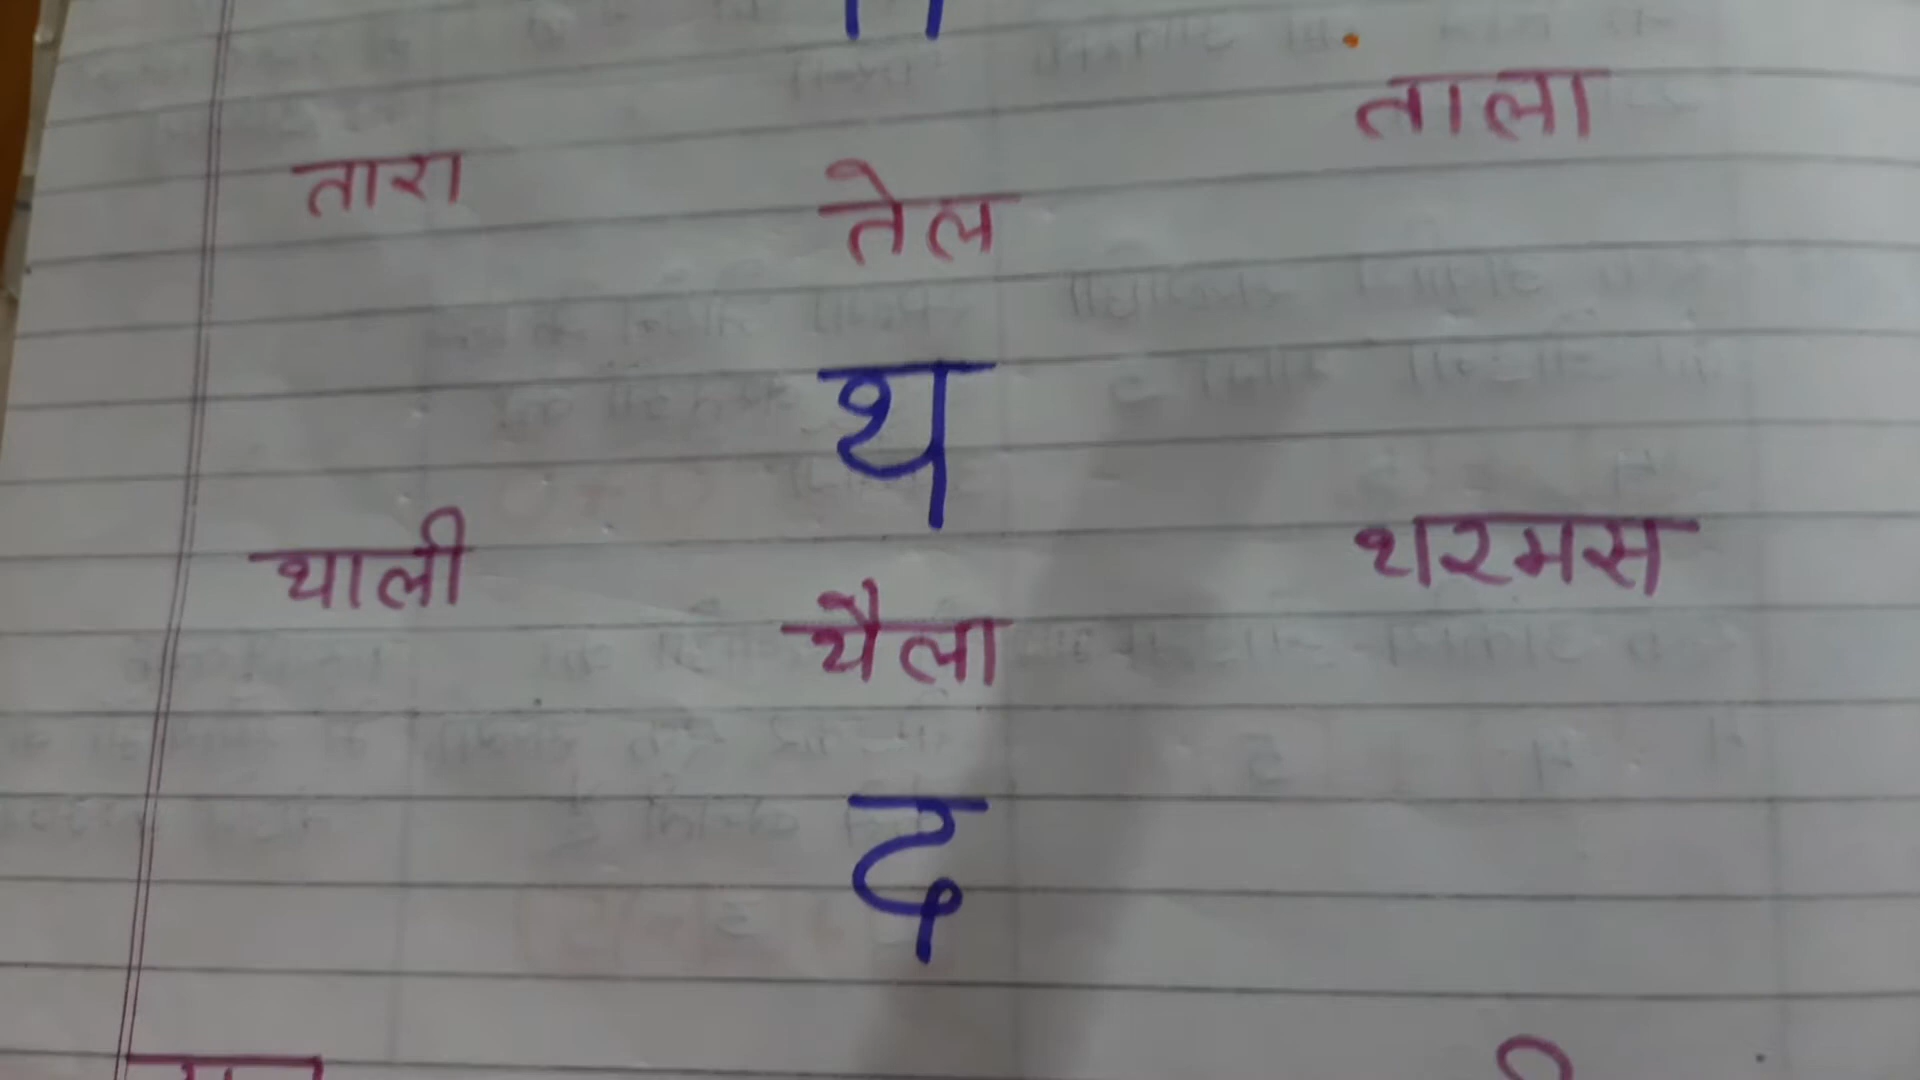 तारा तेल ताला
थ
थाली थैला थरमस
द